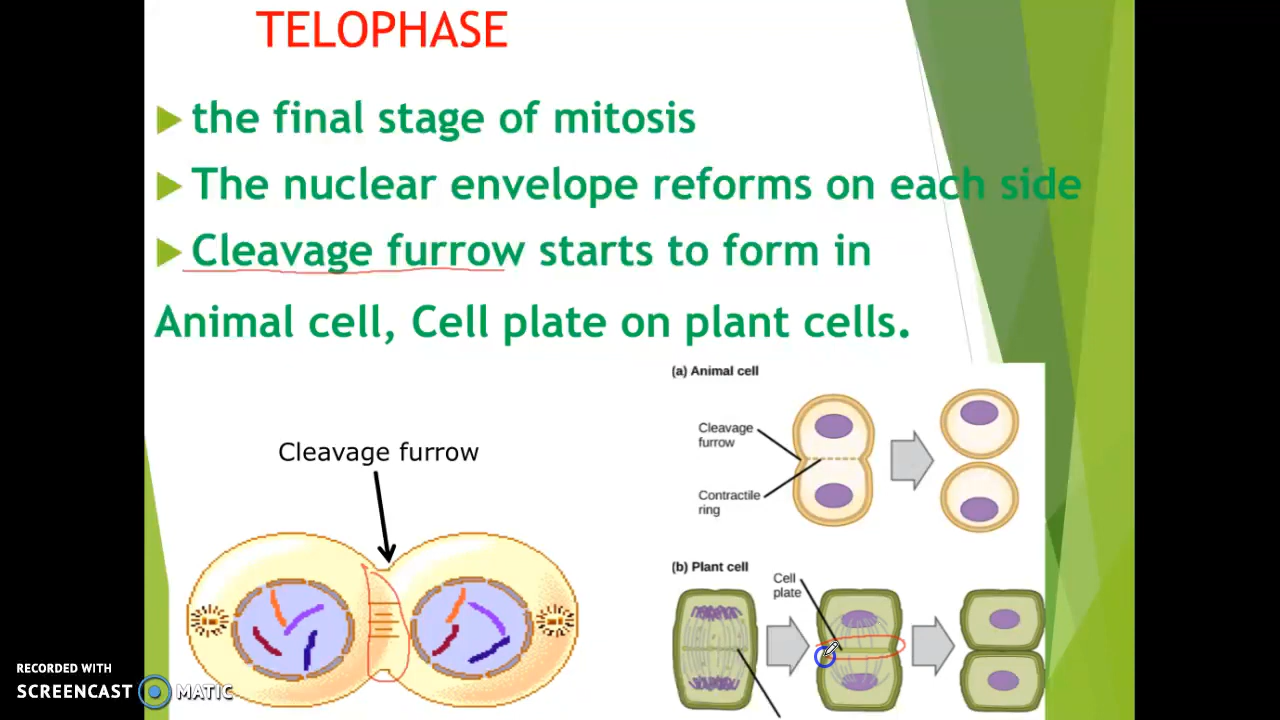 TELOPHASE
the final stage of mitosis
The nuclear envelope reforms on each side
Cleavage furrow starts to form in
Animal cell, Cell plate on plant cells.
Cleavage furrow
(a) Animal cell
Cleavage
furrow
Contractile
ring
(b) Plant cell
Cell
plate
RECORDED WITH
SCREENCAST MATIC